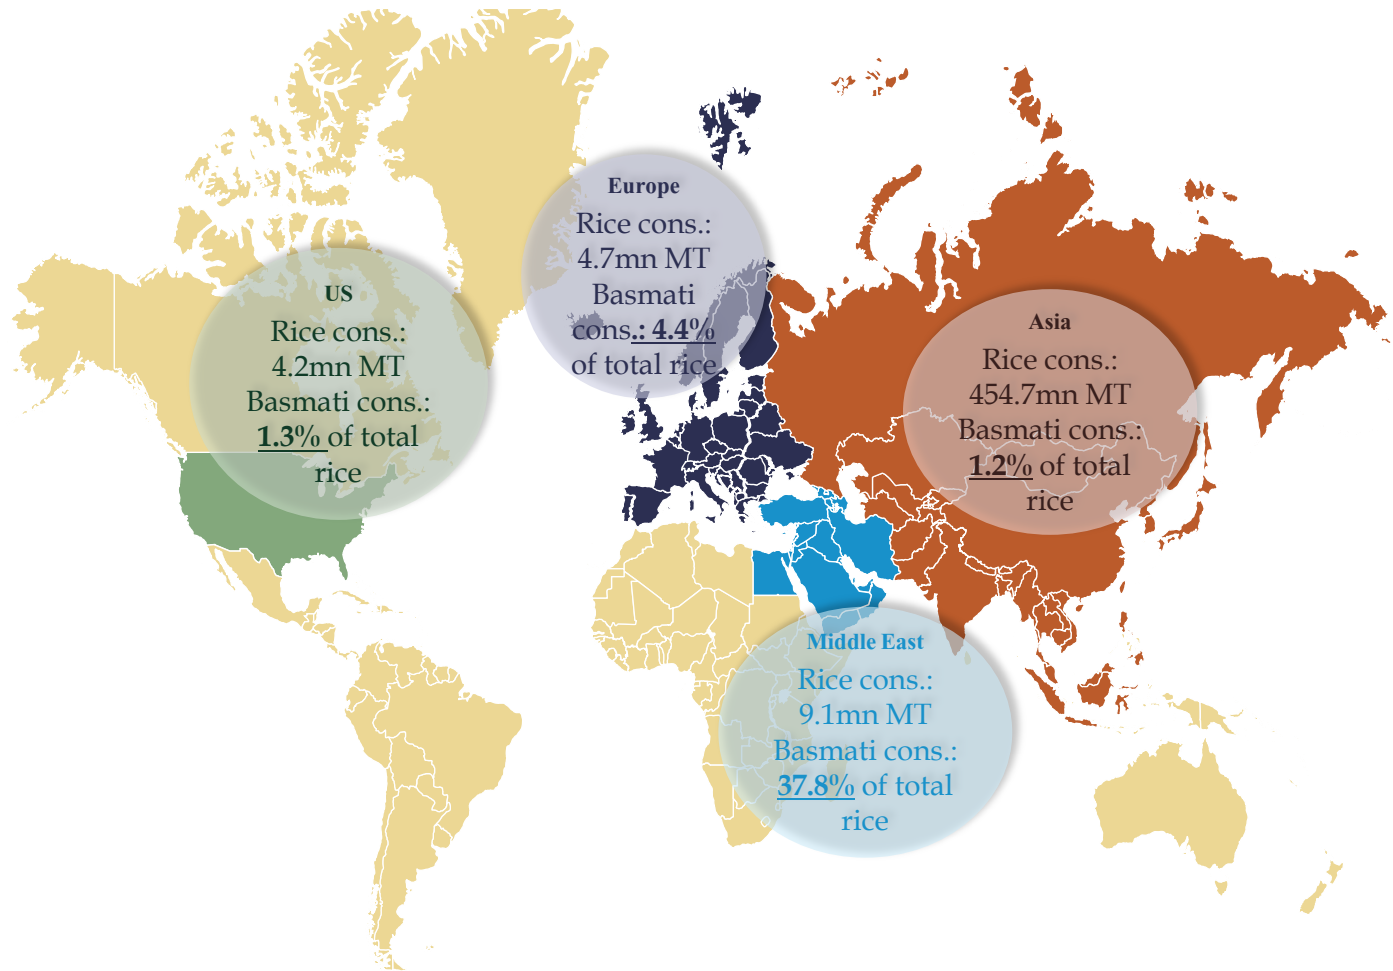 Europe
Rice cons.:
4.7mn MT
Basmati
cons.: 4.4%
of total rice
US
Rice cons.:
4.2mn MT
Basmati cons.:
1.3% of total
rice
Asia
Rice cons.:
454.7mn MT
Basmati cons.:
1.2% of total
rice
Middle East
Rice cons.:
9.1mn MT
Basmati cons.:
37.8% of total
rice